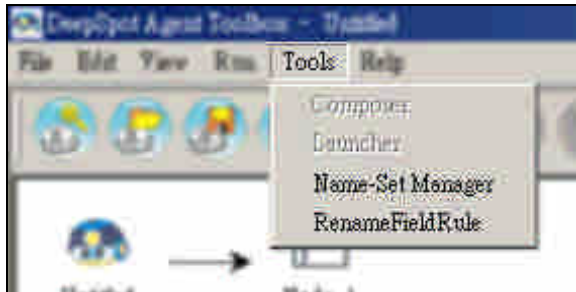 DeepSpot Agent Toolbox - Untitled
File Edit View Run Tools Help
Composer
Launcher
Name-Set Manager
RenameFieldRule